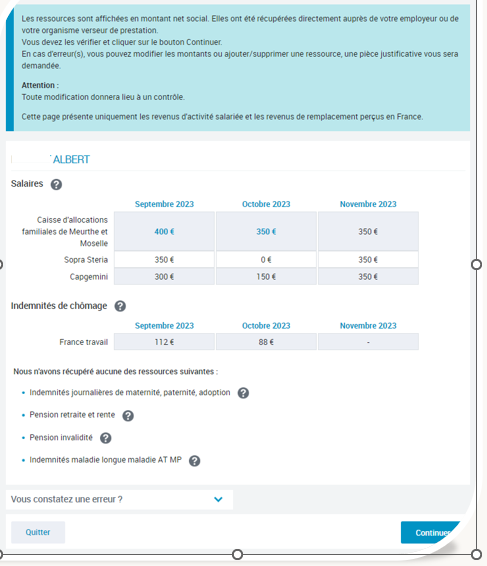 Les ressources sont affichées en montant net social. Elles ont été récupérées directement auprès de votre employeur ou de
votre organisme verseur de prestation.
Vous devez les vérifier et cliquer sur le bouton Continuer.
En cas d'erreur(s), vous pouvez modifier les montants ou ajouter/supprimer une ressource, une pièce justificative vous sera
demandée.
Attention :
Toute modification donnera lieu à un contrôle.
Cette page présente uniquement les revenus d'activité salariée et les revenus de remplacement perçus en France.
ALBERT
Salaires ?
Septembre 2023 Octobre 2023 Novembre 2023
Caisse d'allocations
familiales de Meurthe et 400 € 350 € 350 €
Moselle
Sopra Steria 350 € 0 € 350 €
Capgemini 300 € 150 € 350 €
Indemnités de chômage ?
Septembre 2023 Octobre 2023 Novembre 2023
France travail 112 € 88 € -
Nous n'avons récupéré aucune des ressources suivantes :
• Indemnités journalières de maternité, paternité, adoption ?
• Pension retraite et rente ?
• Pension invalidité ?
• Indemnités maladie longue maladie AT MP ?
Vous constatez une erreur ?
Quitter Continuer